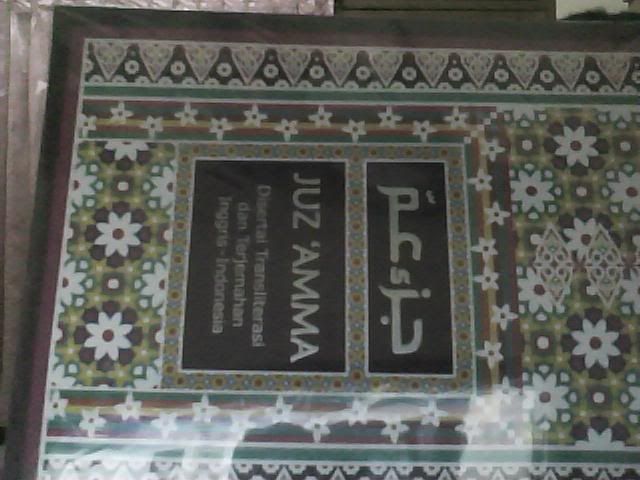 جزء عمّ
JUZ 'AMMA
Disertai Transliterasi
dan Terjemahan
Inggris - Indonesia